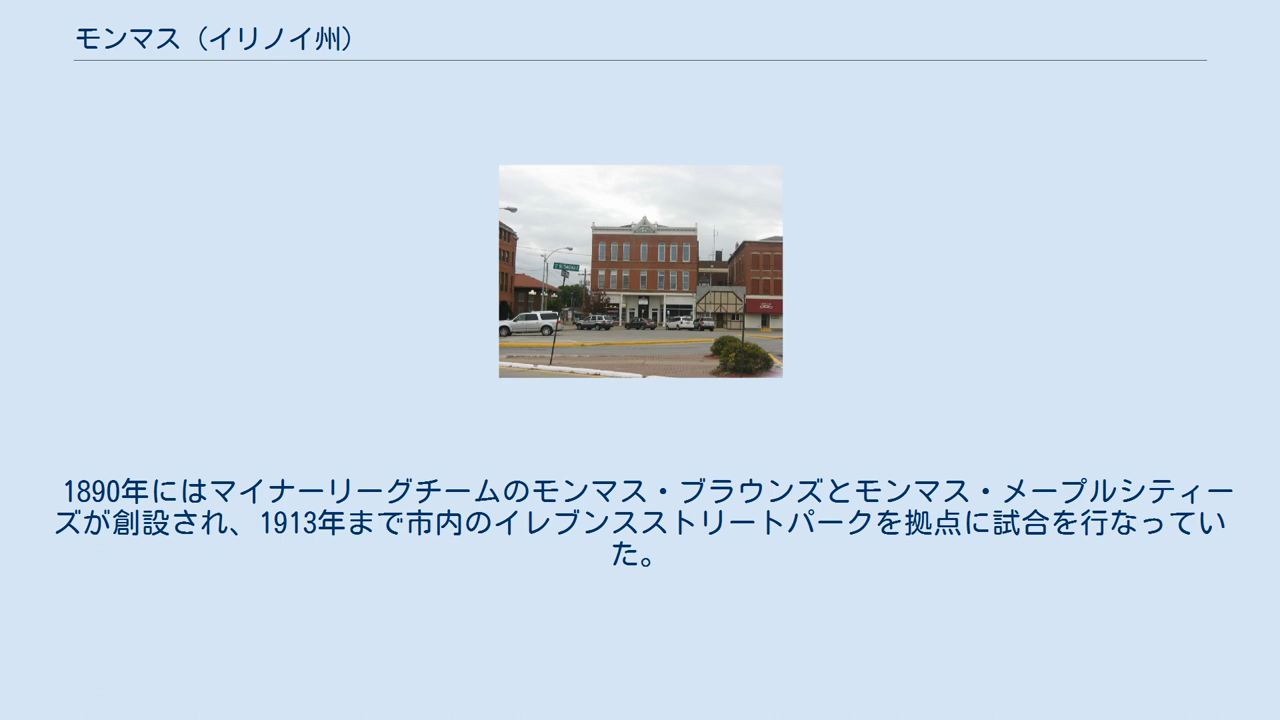 モンマス（イリノイ州）
1890年にはマイナーリーグチームのモンマス・ブラウンズとモンマス・メープルシティー
ズが創設され、1913年まで市内のイレブンスストリートパークを拠点に試合を行なってい
た。